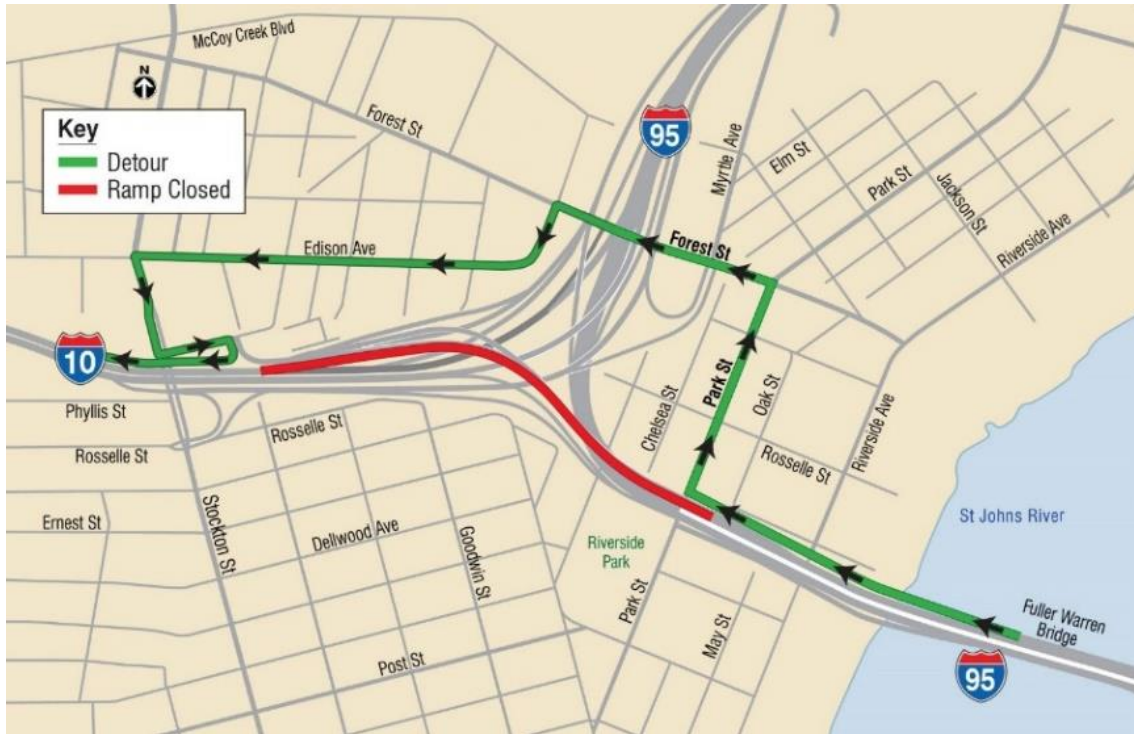 McCoy Creek Blvd
N
Key
Detour
Ramp Closed
Forest St
95
Myrtle Ave
Elm St
Park St
Jackson St
Riverside Ave
Edison Ave
Forest St
10
Phyllis St
Rosselle St
Rosselle St
Chelsea St
Park St
Oak St
Rosselle St
Riverside Ave
Ernest St
Stockton St
Dellwood Ave
Goodwin St
Riverside
Park
St Johns River
Park St
May St
Post St
Fuller Warren
Bridge
95